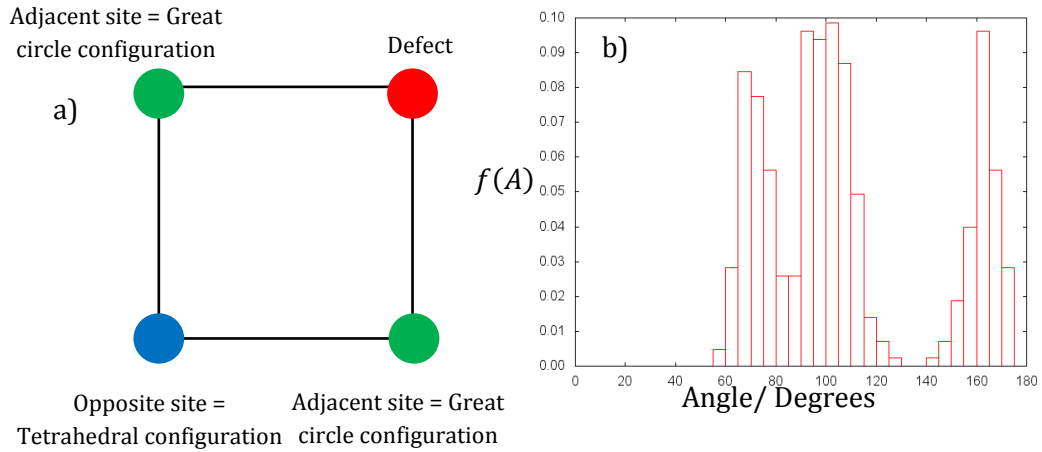 Adjacent site = Great
circle configuration
Defect
a)
Opposite site =
Tetrahedral configuration
Adjacent site = Great
circle configuration
b)
f(A)
0.10
0.09
0.08
0.07
0.06
0.05
0.04
0.03
0.02
0.01
0.00
0 20 40 60 80 100 120 140 160 180
Angle/ Degrees